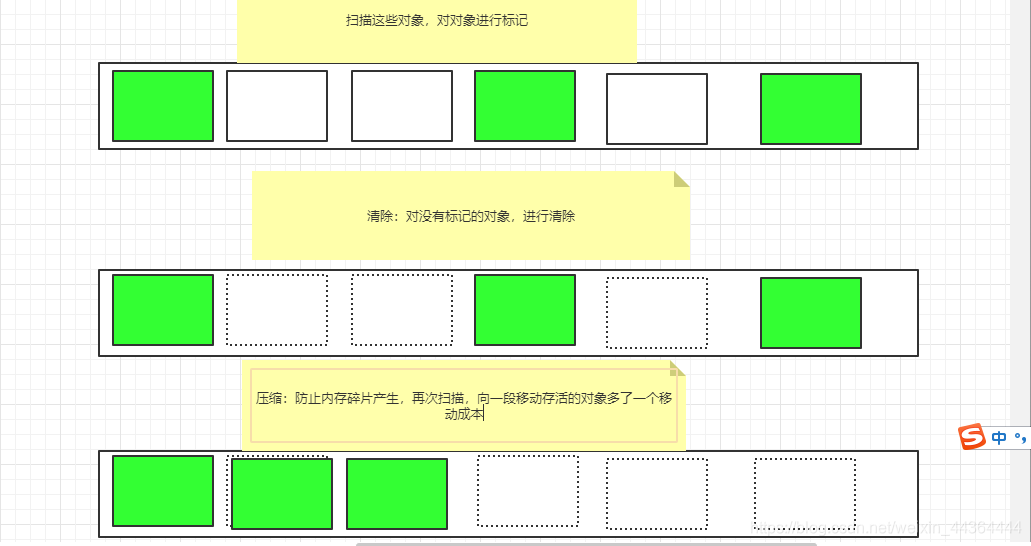 扫描这些对象，对对象进行标记
清除：对没有标记的对象，进行清除
压缩：防止内存碎片产生，再次扫描，向一段移动存活的对象多了一个移
动成本
中
https://blog.csdn.net/weixin_44364444